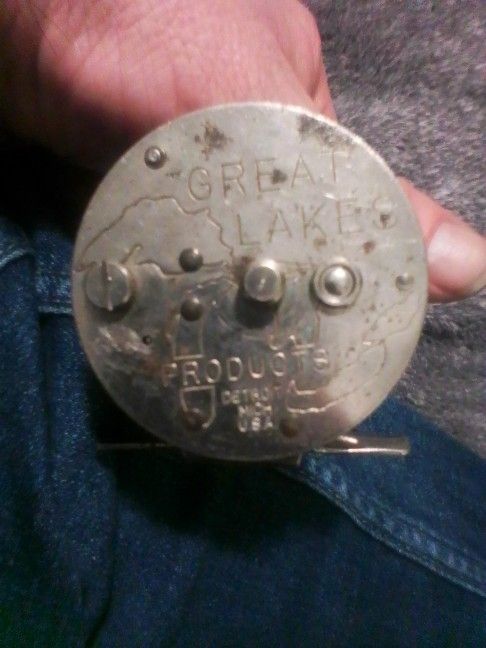 GREAT
LAKES
PRODUCTS
DETROIT
MICH
USA